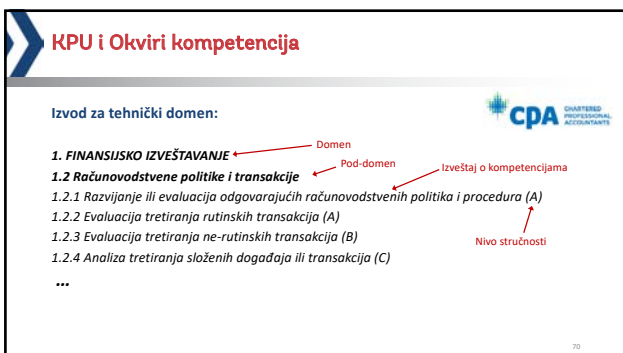 KPU i Okviri kompetencija
Izvod za tehnički domen:
CPA CHARTERED
PROFESSIONAL
ACCOUNTANTS
Domen
1. FINANSIJSKO IZVEŠTAVANJE
Pod-domen
1.2 Računovodstvene politike i transakcije
Izveštaj o kompetencijama
1.2.1 Razvijanje ili evaluacija odgovarajućih računovodstvenih politika i procedura (A)
1.2.2 Evaluacija tretiranja rutinskih transakcija (A)
1.2.3 Evaluacija tretiranja ne-rutinskih transakcija (B)
Nivo stručnosti
1.2.4 Analiza tretiranja složenih događaja ili transakcija (C)
...
70